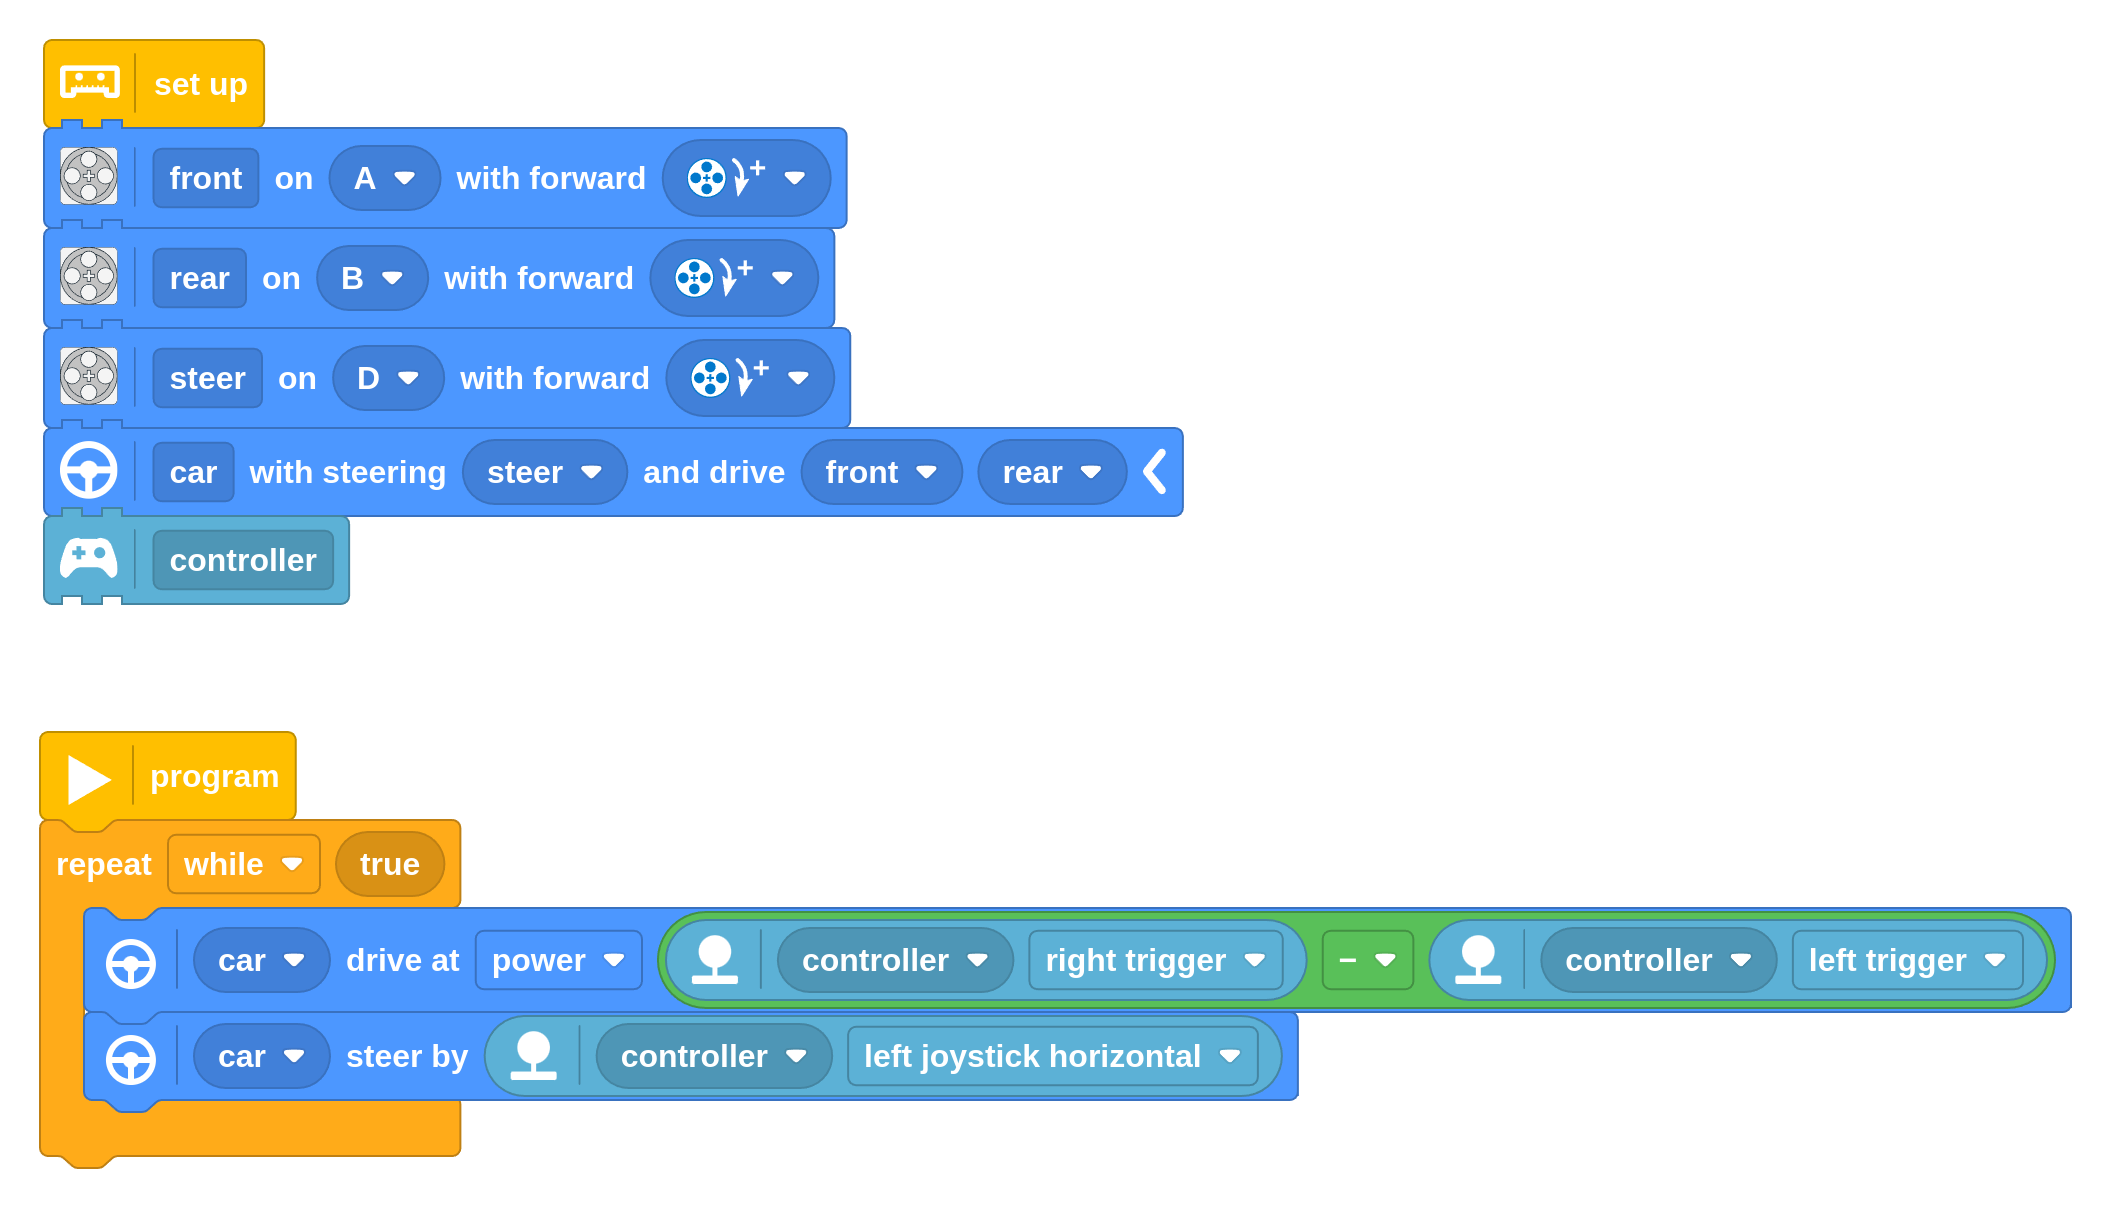 set up
front on A with forward +
rear on B with forward +
steer on D with forward +
car with steering steer and drive front rear
controller
program
repeat while true
car drive at power controller right trigger − controller left trigger
car steer by controller left joystick horizontal